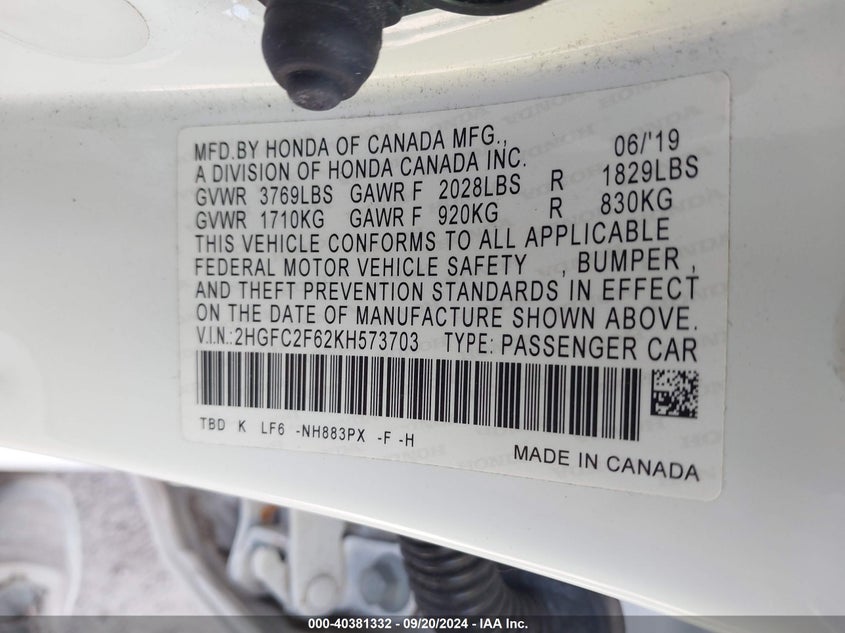 MFD.BY HONDA OF CANADA MFG., 06/'19
A DIVISION OF HONDA CANADA INC.
GVWR 3769LBS GAWR F 2028LBS R 1829LBS
GVWR 1710KG GAWR F 920KG R 830KG
THIS VEHICLE CONFORMS TO ALL APPLICABLE
FEDERAL MOTOR VEHICLE SAFETY , BUMPER ,
AND THEFT PREVENTION STANDARDS IN EFFECT
ON THE DATE OF MANUFACTURE SHOWN ABOVE.
V.I.N.:2HGFC2F62KH573703 TYPE: PASSENGER CAR
TBD K LF6 -NH883PX -F -H
MADE IN CANADA
000-40381332 - 09/20/2024 - IAA Inc.